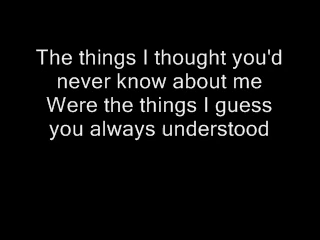 The things I thought you'd
never know about me
Were the things I guess
you always understood